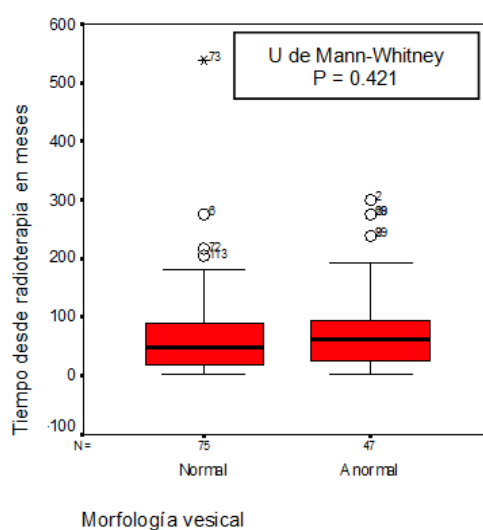 Tiempo desde radioterapia en meses
600
500
400
300
200
100
0
-100
U de Mann-Whitney
P = 0.421
73
6
72
113
2
89
N =
75
47
Normal
Anormal
Morfología vesical